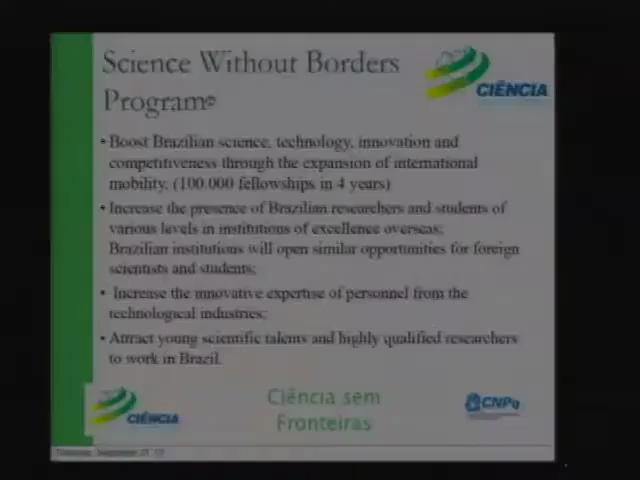 Science Without Borders
CIÊNCIA
Program©
• Boost Brazilian science, technology, innovation and
competitiveness through the expansion of international
mobility. (100.000 fellowships in 4 years)
• Increase the presence of Brazilian researchers and students of
various levels in institutions of excellence overseas;
Brazilian institutions will open similar opportunities for foreign
scientists and students;
• Increase the innovative expertise of personnel from the
technological industries;
• Attract young scientific talents and highly qualified researchers
to work in Brazil.
CIÊNCIA
Ciência sem
Fronteiras
CNPq